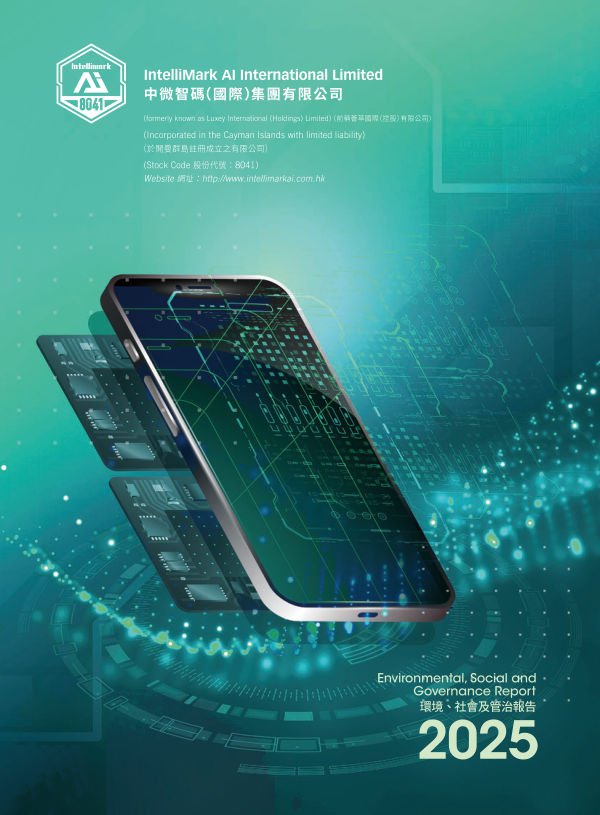 Intellimark
Ai
8041
IntelliMark AI International Limited
中微智碼(國際)集團有限公司
(formerly known as Luxey International (Holdings) Limited) (前稱薈萃國際(控股)有限公司)
(Incorporated in the Cayman Islands with limited liability)
(於開曼群島註冊成立之有限公司)
(Stock Code 股份代號：8041)
Website 網址：http://www.intellimarkai.com.hk
Environmental, Social and
Governance Report
環境、社會及管治報告
2025